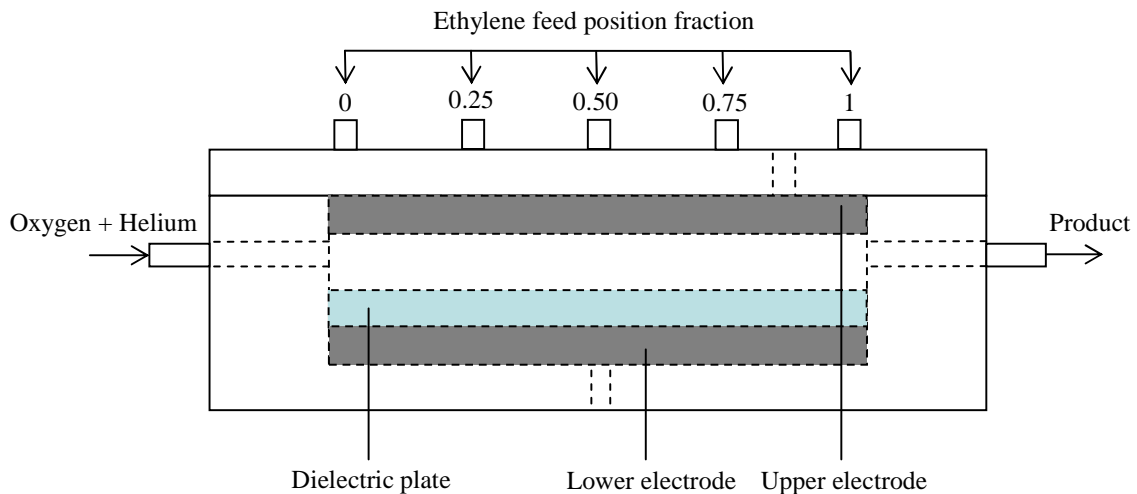 Ethylene feed position fraction
0 0.25 0.50 0.75 1
Oxygen + Helium
Product
Dielectric plate
Lower electrode
Upper electrode